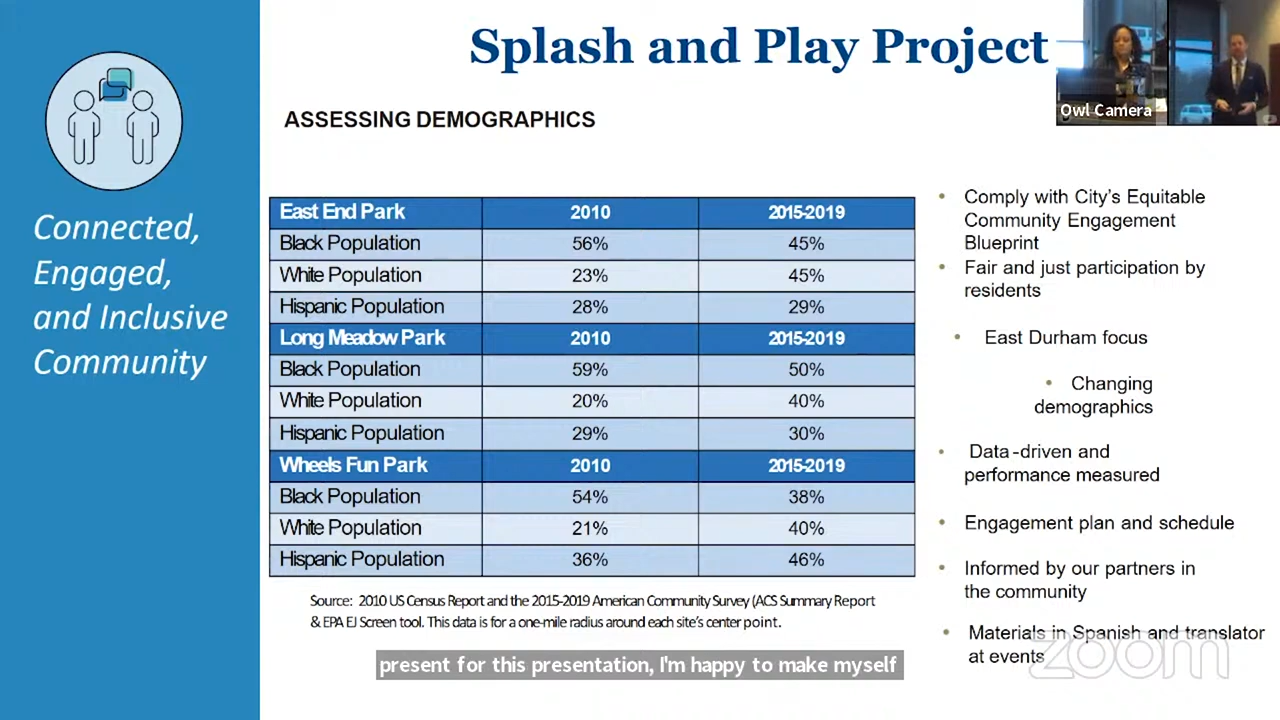 Splash and Play Project
Owl Camera
ASSESSING DEMOGRAPHICS
Connected,
Engaged,
and Inclusive
Community
East End Park 2010 2015-2019
Black Population 56% 45%
White Population 23% 45%
Hispanic Population 28% 29%
Long Meadow Park 2010 2015-2019
Black Population 59% 50%
White Population 20% 40%
Hispanic Population 29% 30%
Wheels Fun Park 2010 2015-2019
Black Population 54% 38%
White Population 21% 40%
Hispanic Population 36% 46%
Source: 2010 US Census Report and the 2015-2019 American Community Survey (ACS Summary Report
& EPA EJ Screen tool. This data is for a one-mile radius around each site's center point.
• Comply with City's Equitable
Community Engagement
Blueprint
• Fair and just participation by
residents
• East Durham focus
• Changing
demographics
• Data-driven and
performance measured
• Engagement plan and schedule
• Informed by our partners in
the community
• Materials in Spanish and translator
at events
zoom
present for this presentation, I'm happy to make myself